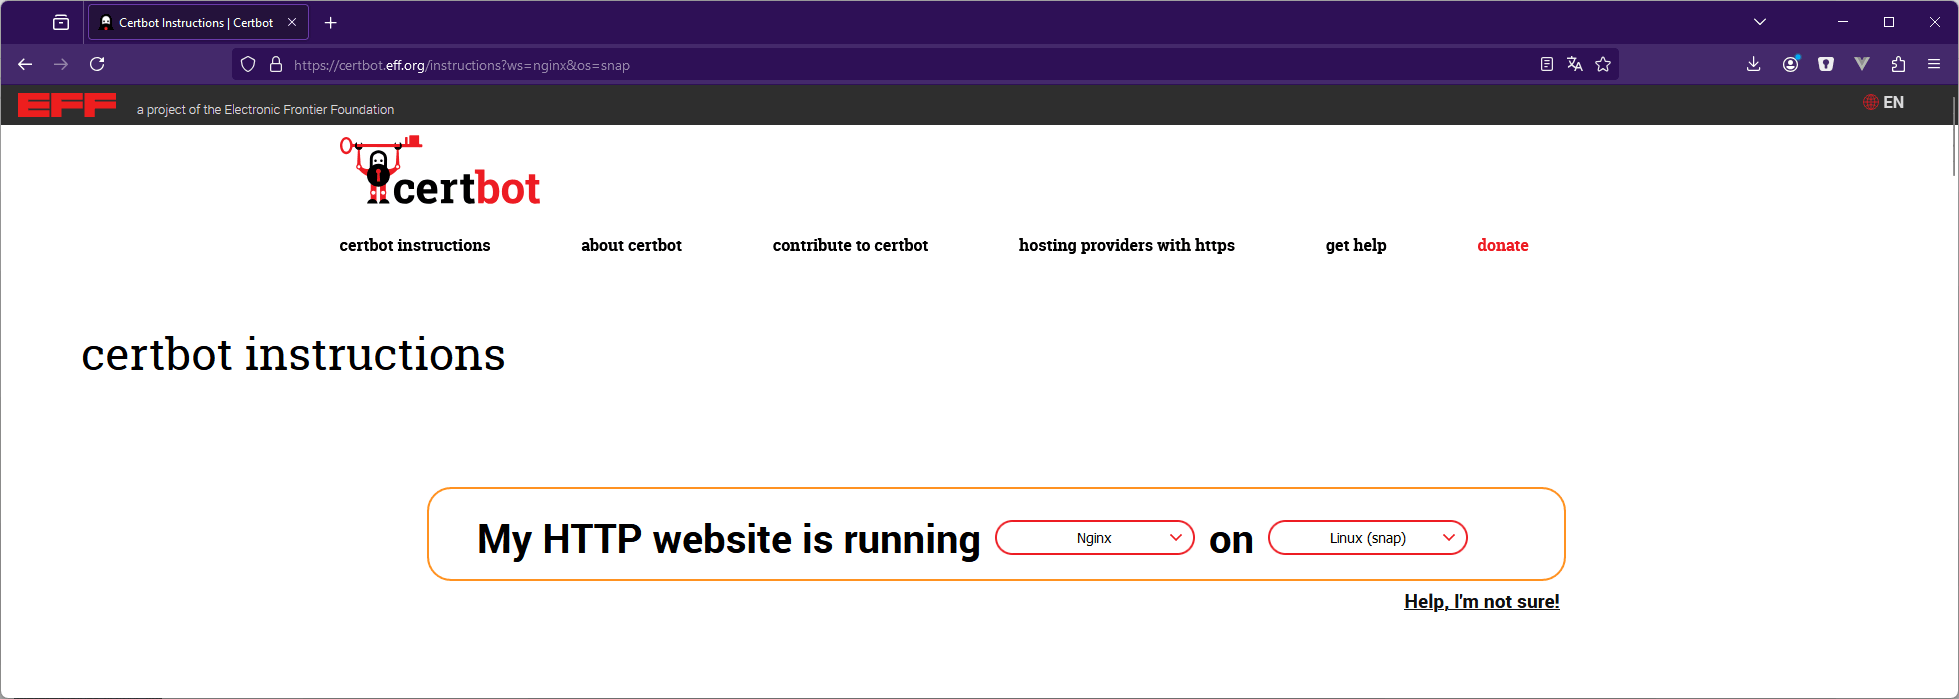 Certbot Instructions | Certbot
https://certbot.eff.org/instructions?ws=nginx&os=snap
EFF a project of the Electronic Frontier Foundation
EN
certbot
certbot instructions about certbot contribute to certbot hosting providers with https get help donate
certbot instructions
My HTTP website is running Nginx on Linux (snap)
Help, I'm not sure!